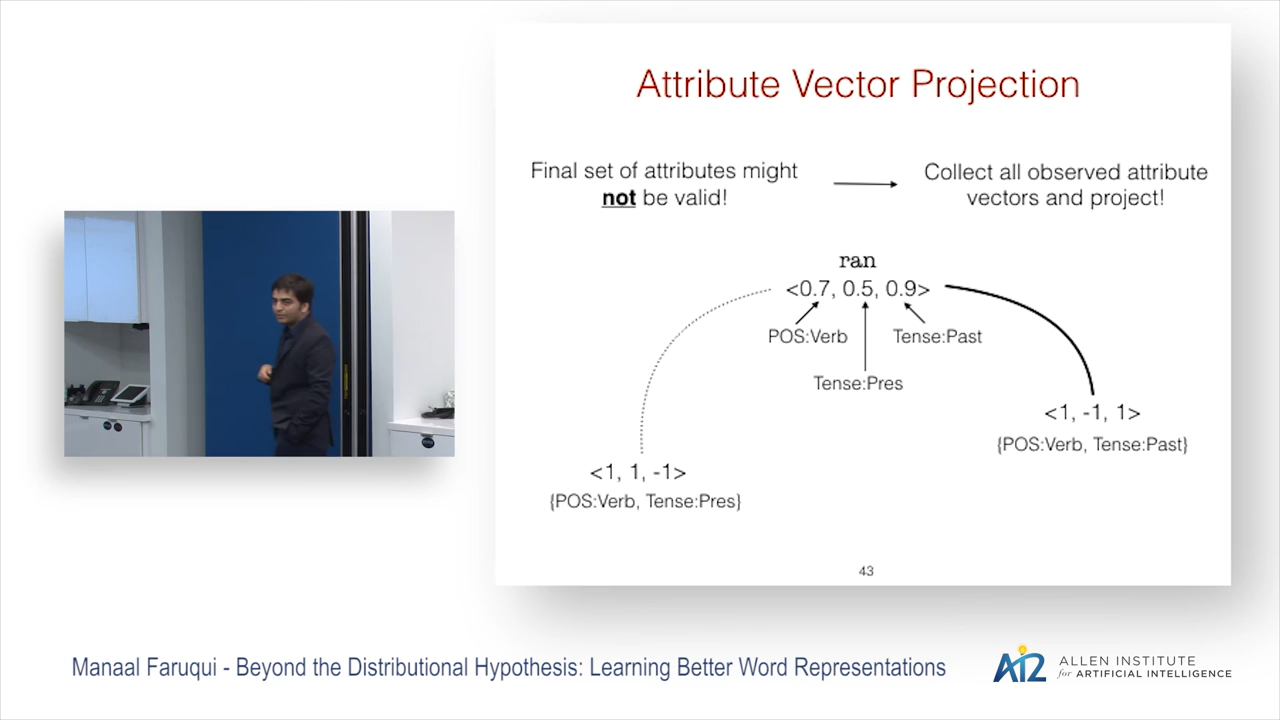 Attribute Vector Projection
Final set of attributes might
not be valid!
Collect all observed attribute
vectors and project!
ran
<0.7, 0.5, 0.9>
POS:Verb
Tense:Past
Tense:Pres
<1, -1, 1>
{POS:Verb, Tense:Past}
<1, 1, -1>
{POS:Verb, Tense:Pres}
43
Manaal Faruqui - Beyond the Distributional Hypothesis: Learning Better Word Representations
AI2
ALLEN INSTITUTE
for ARTIFICIAL INTELLIGENCE